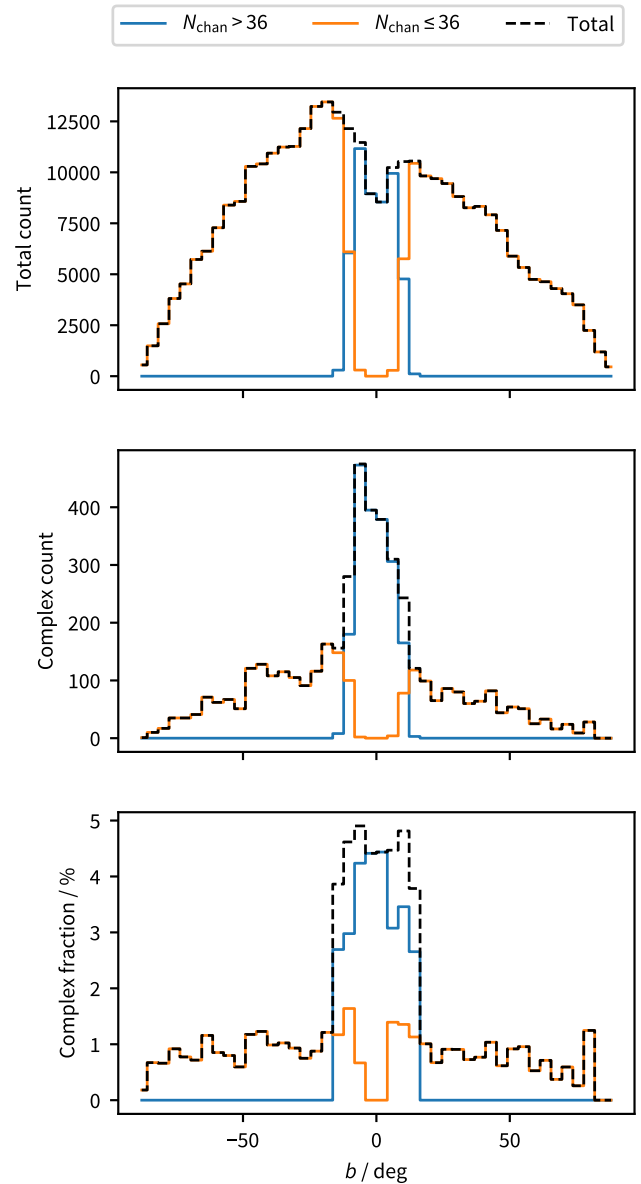 N_chan > 36 N_chan ≤ 36 Total
12500
10000
7500
5000
2500
0
Total count
400
300
200
100
0
Complex count
5
4
3
2
1
0
Complex fraction / %
−50 0 50
b / deg